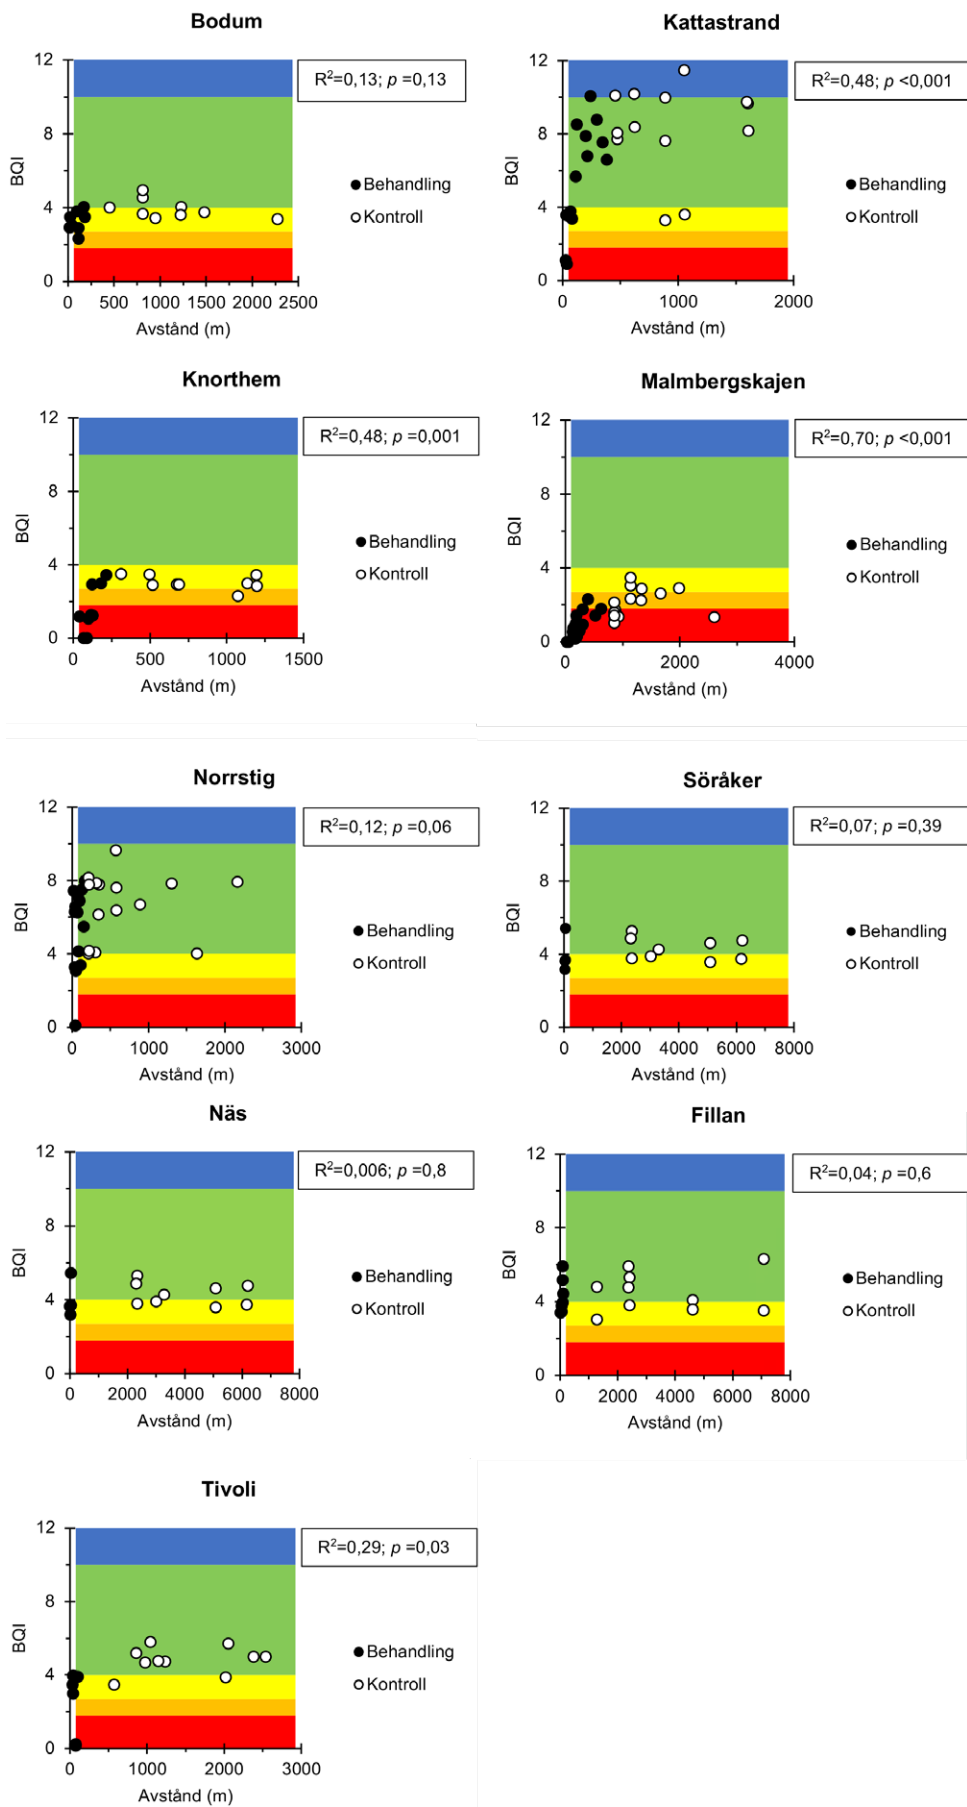 Bodum
12
8
4
0
BQI
R²=0,13; p =0,13
Behandling
Kontroll
0 500 1000 1500 2000 2500
Avstånd (m)
Kattastrand
12
8
4
0
BQI
R²=0,48; p <0,001
Behandling
Kontroll
0 1000 2000
Avstånd (m)
Knorthem
12
8
4
0
BQI
R²=0,48; p =0,001
Behandling
Kontroll
0 500 1000 1500
Avstånd (m)
Malmbergskajen
12
8
4
0
BQI
R²=0,70; p <0,001
Behandling
Kontroll
0 2000 4000
Avstånd (m)
Norrstig
12
8
4
0
BQI
R²=0,12; p =0,06
Behandling
Kontroll
0 1000 2000 3000
Avstånd (m)
Söråker
12
8
4
0
BQI
R²=0,07; p =0,39
Behandling
Kontroll
0 2000 4000 6000 8000
Avstånd (m)
Näs
12
8
4
0
BQI
R²=0,006; p =0,8
Behandling
Kontroll
0 2000 4000 6000 8000
Avstånd (m)
Fillan
12
8
4
0
BQI
R²=0,04; p =0,6
Behandling
Kontroll
0 2000 4000 6000 8000
Avstånd (m)
Tivoli
12
8
4
0
BQI
R²=0,29; p =0,03
Behandling
Kontroll
0 1000 2000 3000
Avstånd (m)